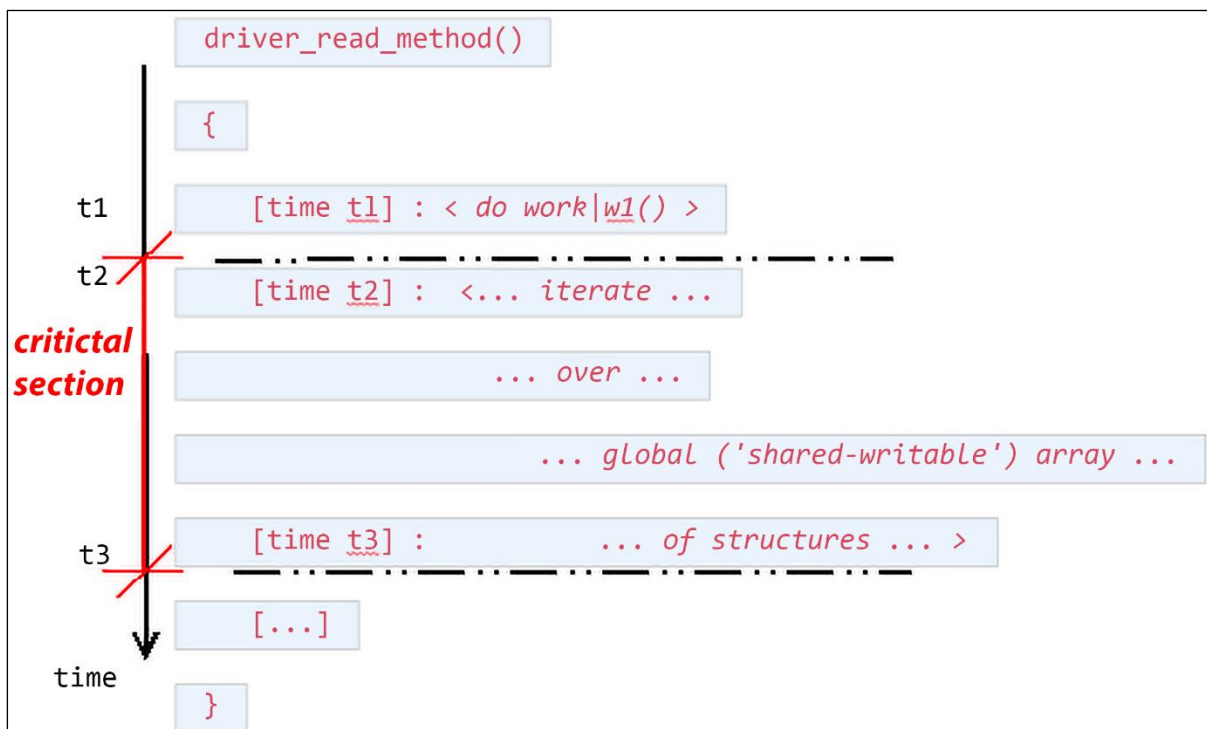 driver_read_method()
{
t1
[time t1] : < do work|w1() >
t2
[time t2] : <... iterate ...
critictal
section
... over ...
... global ('shared-writable') array ...
t3
[time t3] : ... of structures ... >
[...]
time
}